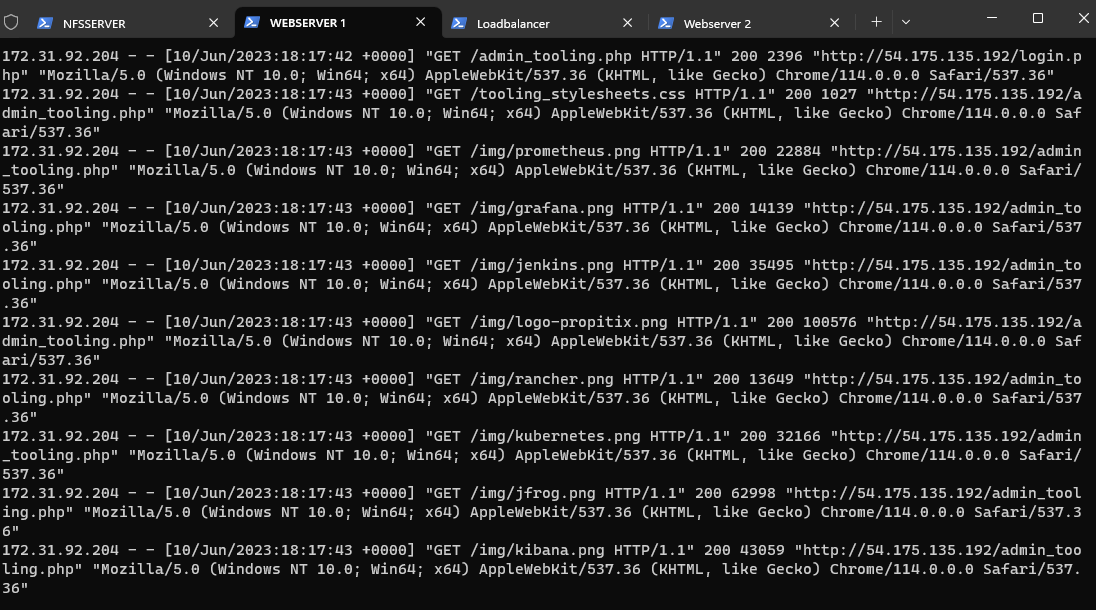 NFSSERVER
WEBSERVER 1
Loadbalancer
Webserver 2
172.31.92.204 - - [10/Jun/2023:18:17:42 +0000] "GET /admin_tooling.php HTTP/1.1" 200 2396 "http://54.175.135.192/login.p
hp" "Mozilla/5.0 (Windows NT 10.0; Win64; x64) AppleWebKit/537.36 (KHTML, like Gecko) Chrome/114.0.0.0 Safari/537.36"
172.31.92.204 - - [10/Jun/2023:18:17:43 +0000] "GET /tooling_stylesheets.css HTTP/1.1" 200 1027 "http://54.175.135.192/a
dmin_tooling.php" "Mozilla/5.0 (Windows NT 10.0; Win64; x64) AppleWebKit/537.36 (KHTML, like Gecko) Chrome/114.0.0.0 Saf
ari/537.36"
172.31.92.204 - - [10/Jun/2023:18:17:43 +0000] "GET /img/prometheus.png HTTP/1.1" 200 22884 "http://54.175.135.192/admin
_tooling.php" "Mozilla/5.0 (Windows NT 10.0; Win64; x64) AppleWebKit/537.36 (KHTML, like Gecko) Chrome/114.0.0.0 Safari/
537.36"
172.31.92.204 - - [10/Jun/2023:18:17:43 +0000] "GET /img/grafana.png HTTP/1.1" 200 14139 "http://54.175.135.192/admin_to
oling.php" "Mozilla/5.0 (Windows NT 10.0; Win64; x64) AppleWebKit/537.36 (KHTML, like Gecko) Chrome/114.0.0.0 Safari/537
.36"
172.31.92.204 - - [10/Jun/2023:18:17:43 +0000] "GET /img/jenkins.png HTTP/1.1" 200 35495 "http://54.175.135.192/admin_to
oling.php" "Mozilla/5.0 (Windows NT 10.0; Win64; x64) AppleWebKit/537.36 (KHTML, like Gecko) Chrome/114.0.0.0 Safari/537
.36"
172.31.92.204 - - [10/Jun/2023:18:17:43 +0000] "GET /img/logo-propitix.png HTTP/1.1" 200 100576 "http://54.175.135.192/a
dmin_tooling.php" "Mozilla/5.0 (Windows NT 10.0; Win64; x64) AppleWebKit/537.36 (KHTML, like Gecko) Chrome/114.0.0.0 Saf
ari/537.36"
172.31.92.204 - - [10/Jun/2023:18:17:43 +0000] "GET /img/rancher.png HTTP/1.1" 200 13649 "http://54.175.135.192/admin_to
oling.php" "Mozilla/5.0 (Windows NT 10.0; Win64; x64) AppleWebKit/537.36 (KHTML, like Gecko) Chrome/114.0.0.0 Safari/537
.36"
172.31.92.204 - - [10/Jun/2023:18:17:43 +0000] "GET /img/kubernetes.png HTTP/1.1" 200 32166 "http://54.175.135.192/admin
_tooling.php" "Mozilla/5.0 (Windows NT 10.0; Win64; x64) AppleWebKit/537.36 (KHTML, like Gecko) Chrome/114.0.0.0 Safari/
537.36"
172.31.92.204 - - [10/Jun/2023:18:17:43 +0000] "GET /img/jfrog.png HTTP/1.1" 200 62998 "http://54.175.135.192/admin_tool
ing.php" "Mozilla/5.0 (Windows NT 10.0; Win64; x64) AppleWebKit/537.36 (KHTML, like Gecko) Chrome/114.0.0.0 Safari/537.3
6"
172.31.92.204 - - [10/Jun/2023:18:17:43 +0000] "GET /img/kibana.png HTTP/1.1" 200 43059 "http://54.175.135.192/admin_too
ling.php" "Mozilla/5.0 (Windows NT 10.0; Win64; x64) AppleWebKit/537.36 (KHTML, like Gecko) Chrome/114.0.0.0 Safari/537.
36"